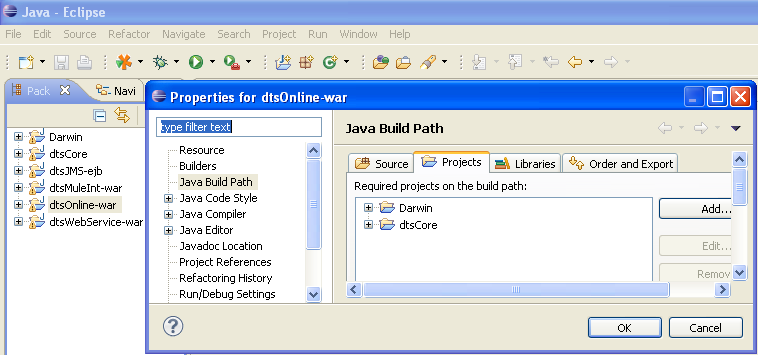 Java - Eclipse
File Edit Source Refactor Navigate Search Project Run Window Help
Pack Navi
Darwin
dtsCore
dtsJMS-ejb
dtsMuleInt-war
dtsOnline-war
dtsWebService-war
Properties for dtsOnline-war
type filter text
Resource
Builders
Java Build Path
Java Code Style
Java Compiler
Java Editor
Javadoc Location
Project References
Refactoring History
Run/Debug Settings
Java Build Path
Source Projects Libraries Order and Export
Required projects on the build path:
Darwin
dtsCore
Add...
Edit...
Remov
OK Cancel